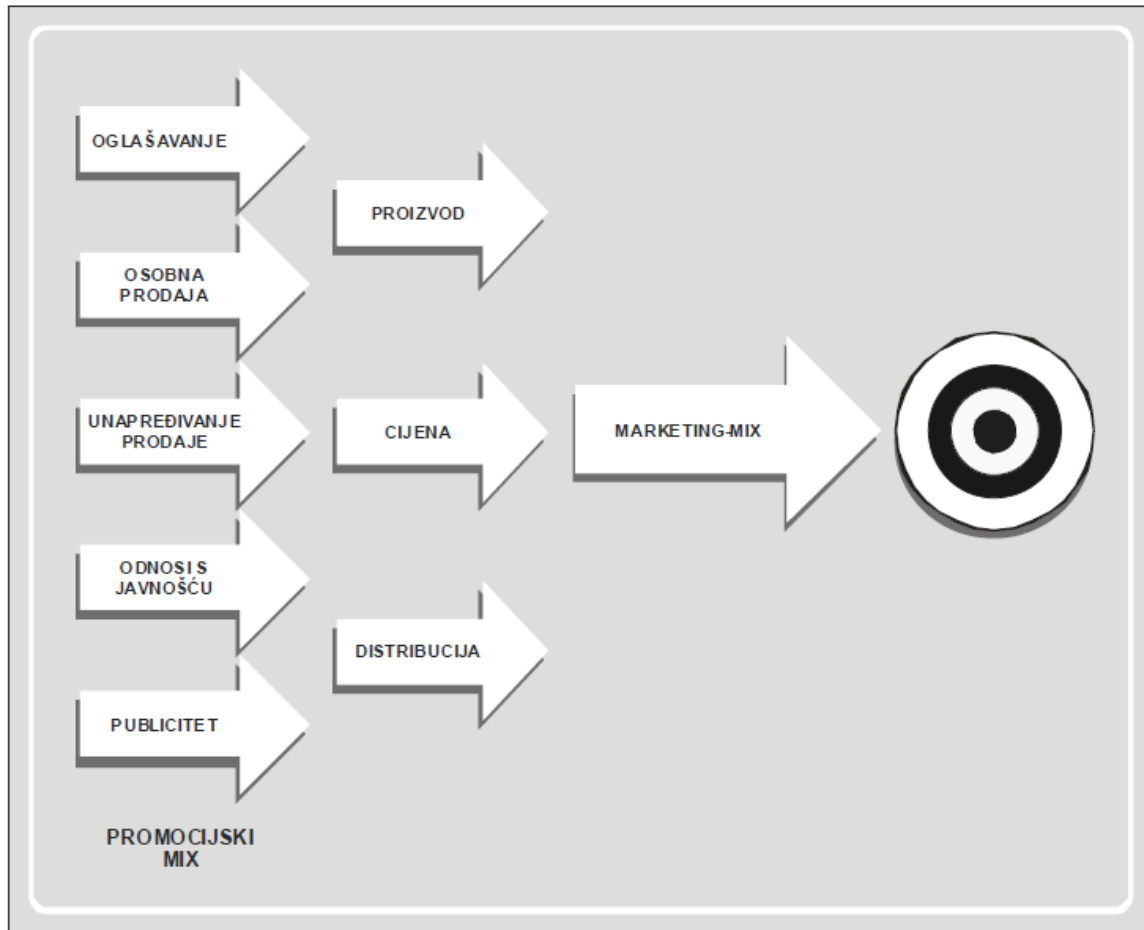 OGLAŠAVANJE
OSOBNA
PRODAJA
UNAPREĐIVANJE
PRODAJE
ODNOSI S
JAVNOŠĆU
PUBLICITET
PROMOCIJSKI
MIX
PROIZVOD
CIJENA
DISTRIBUCIJA
MARKETING-MIX